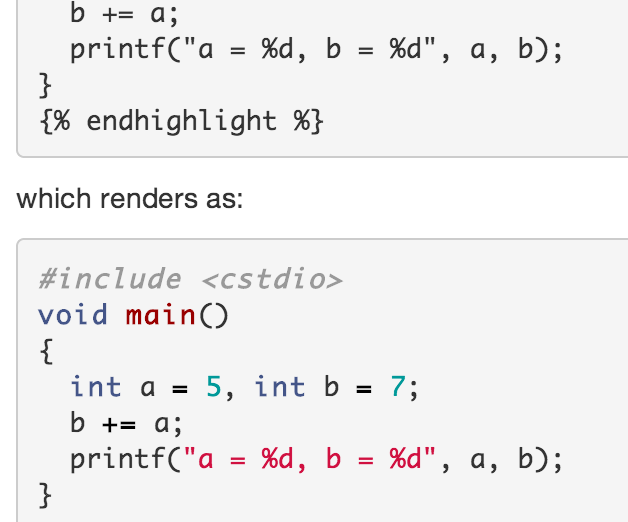 b += a;
printf("a = %d, b = %d", a, b);
}
{% endhighlight %}
which renders as:
#include <cstdio>
void main()
{
int a = 5, int b = 7;
b += a;
printf("a = %d, b = %d", a, b);
}